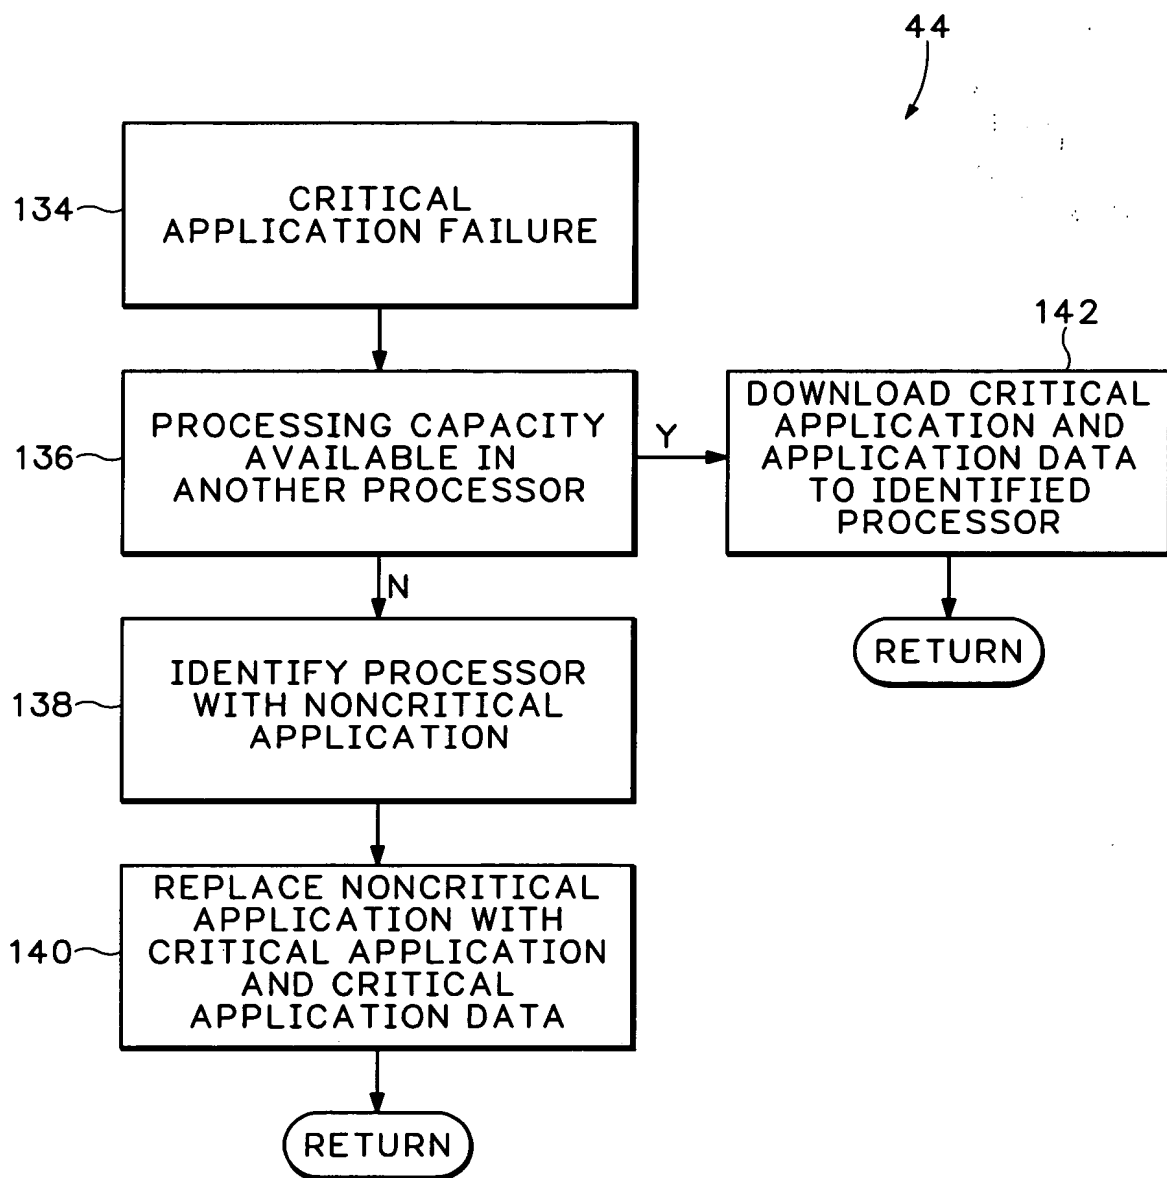 44
134
CRITICAL
APPLICATION FAILURE
142
136
PROCESSING CAPACITY
AVAILABLE IN
ANOTHER PROCESSOR
Y
DOWNLOAD CRITICAL
APPLICATION AND
APPLICATION DATA
TO IDENTIFIED
PROCESSOR
N
RETURN
138
IDENTIFY PROCESSOR
WITH NONCRITICAL
APPLICATION
140
REPLACE NONCRITICAL
APPLICATION WITH
CRITICAL APPLICATION
AND CRITICAL
APPLICATION DATA
RETURN